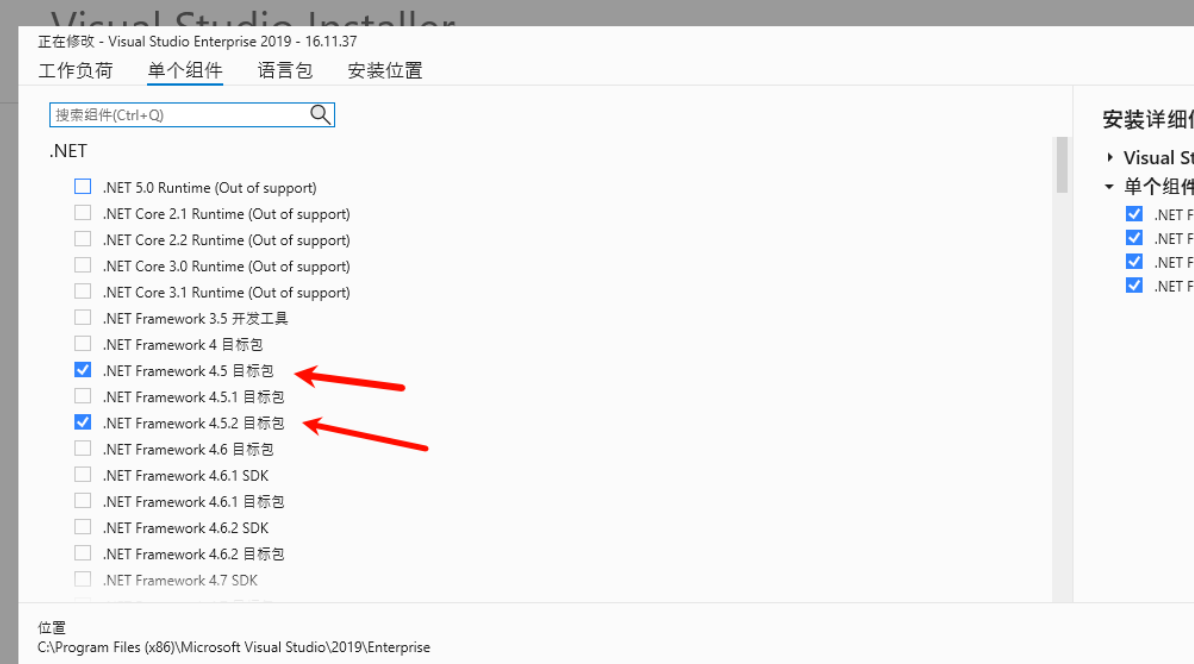 Visual Studio Installer
正在修改 - Visual Studio Enterprise 2019 - 16.11.37
工作负荷 单个组件 语言包 安装位置
搜索组件(Ctrl+Q)
安装详细
.NET
Visual St
单个组件
.NET 5.0 Runtime (Out of support)
.NET Core 2.1 Runtime (Out of support)
.NET F
.NET Core 2.2 Runtime (Out of support)
.NET F
.NET Core 3.0 Runtime (Out of support)
.NET F
.NET Core 3.1 Runtime (Out of support)
.NET F
.NET Framework 3.5 开发工具
.NET Framework 4 目标包
.NET Framework 4.5 目标包
.NET Framework 4.5.1 目标包
.NET Framework 4.5.2 目标包
.NET Framework 4.6 目标包
.NET Framework 4.6.1 SDK
.NET Framework 4.6.1 目标包
.NET Framework 4.6.2 SDK
.NET Framework 4.6.2 目标包
.NET Framework 4.7 SDK
位置
C:\Program Files (x86)\Microsoft Visual Studio\2019\Enterprise